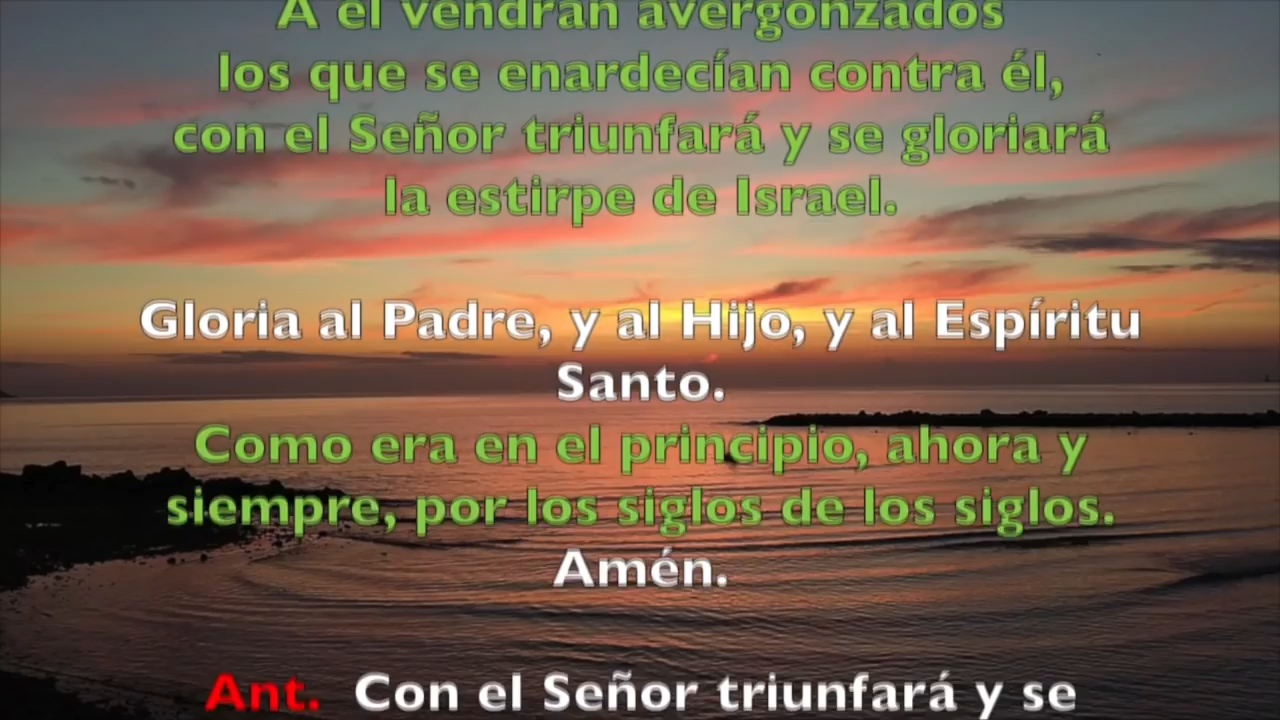 A él vendrán avergonzados
los que se enardecían contra él,
con el Señor triunfará y se gloriará
la estirpe de Israel.
Gloria al Padre, y al Hijo, y al Espíritu
Santo.
Como era en el principio, ahora y
siempre, por los siglos de los siglos.
Amén.
Ant. Con el Señor triunfará y se